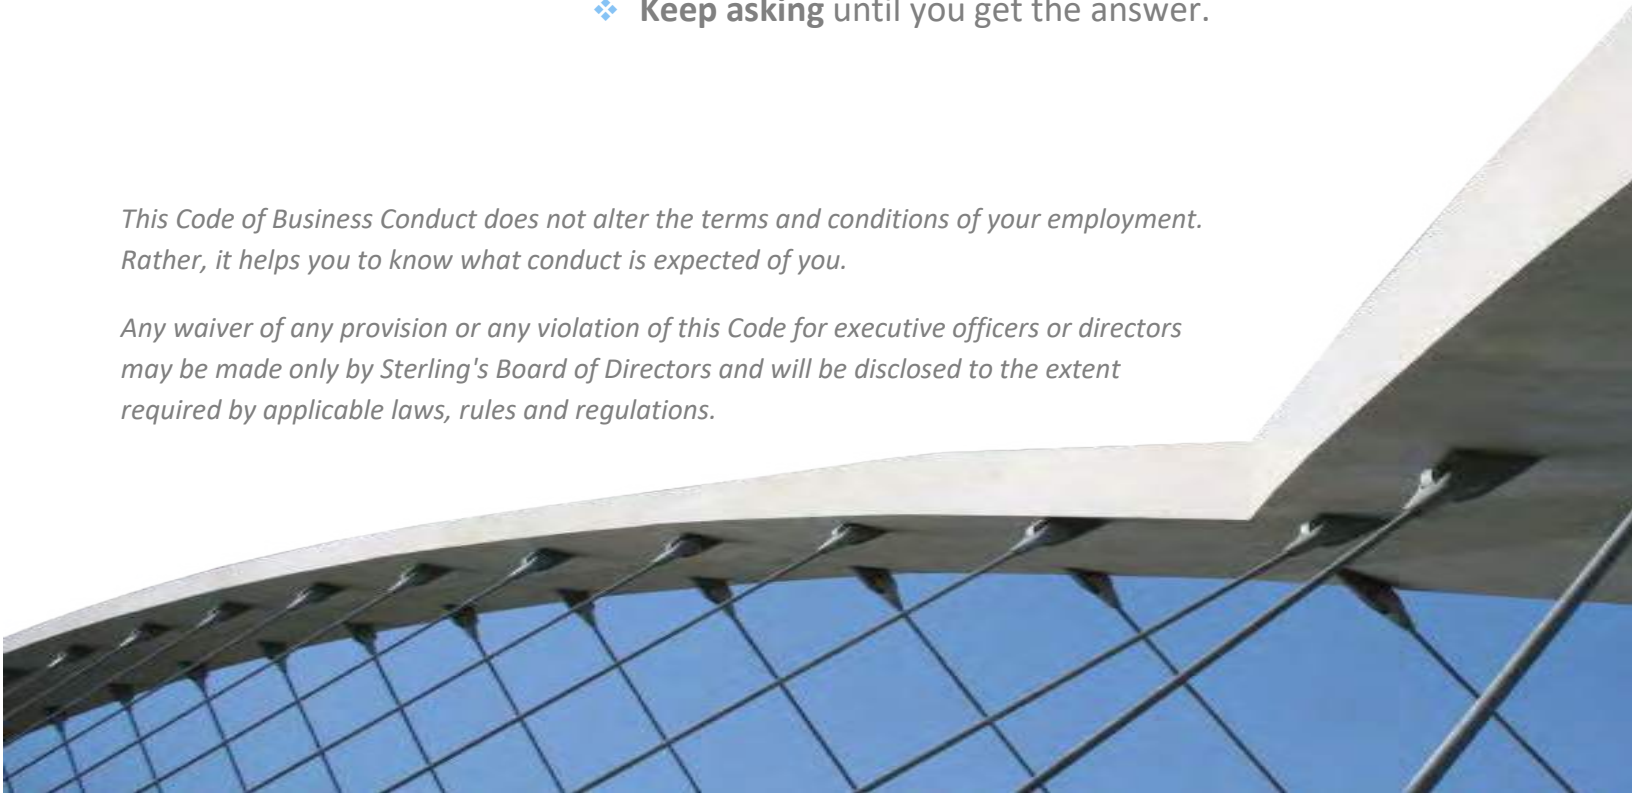 ❖ Keep asking until you get the answer.
This Code of Business Conduct does not alter the terms and conditions of your employment.
Rather, it helps you to know what conduct is expected of you.
Any waiver of any provision or any violation of this Code for executive officers or directors
may be made only by Sterling's Board of Directors and will be disclosed to the extent
required by applicable laws, rules and regulations.